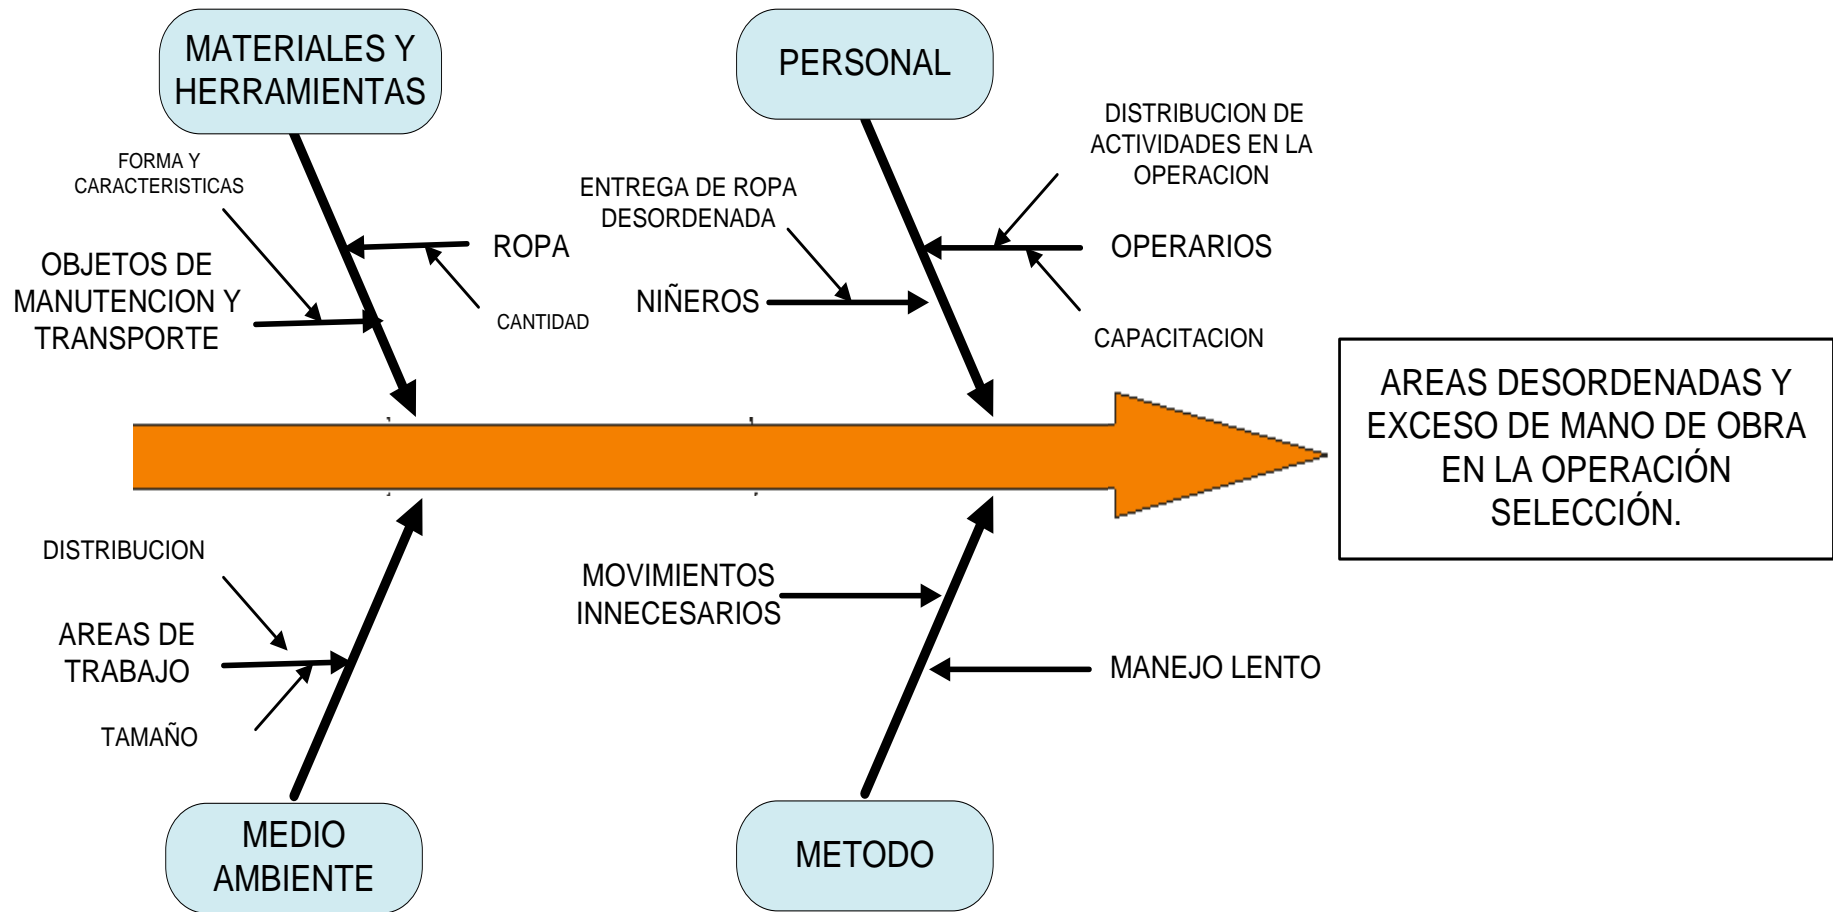 MATERIALES Y
HERRAMIENTAS
PERSONAL
FORMA Y
CARACTERISTICAS
ROPA
CANTIDAD
OBJETOS DE
MANUTENCION Y
TRANSPORTE
ENTREGA DE ROPA
DESORDENADA
NIÑEROS
DISTRIBUCION DE
ACTIVIDADES EN LA
OPERACION
OPERARIOS
CAPACITACION
AREAS DESORDENADAS Y
EXCESO DE MANO DE OBRA
EN LA OPERACIÓN
SELECCIÓN.
DISTRIBUCION
AREAS DE
TRABAJO
TAMAÑO
MOVIMIENTOS
INNECESARIOS
MANEJO LENTO
MEDIO
AMBIENTE
METODO